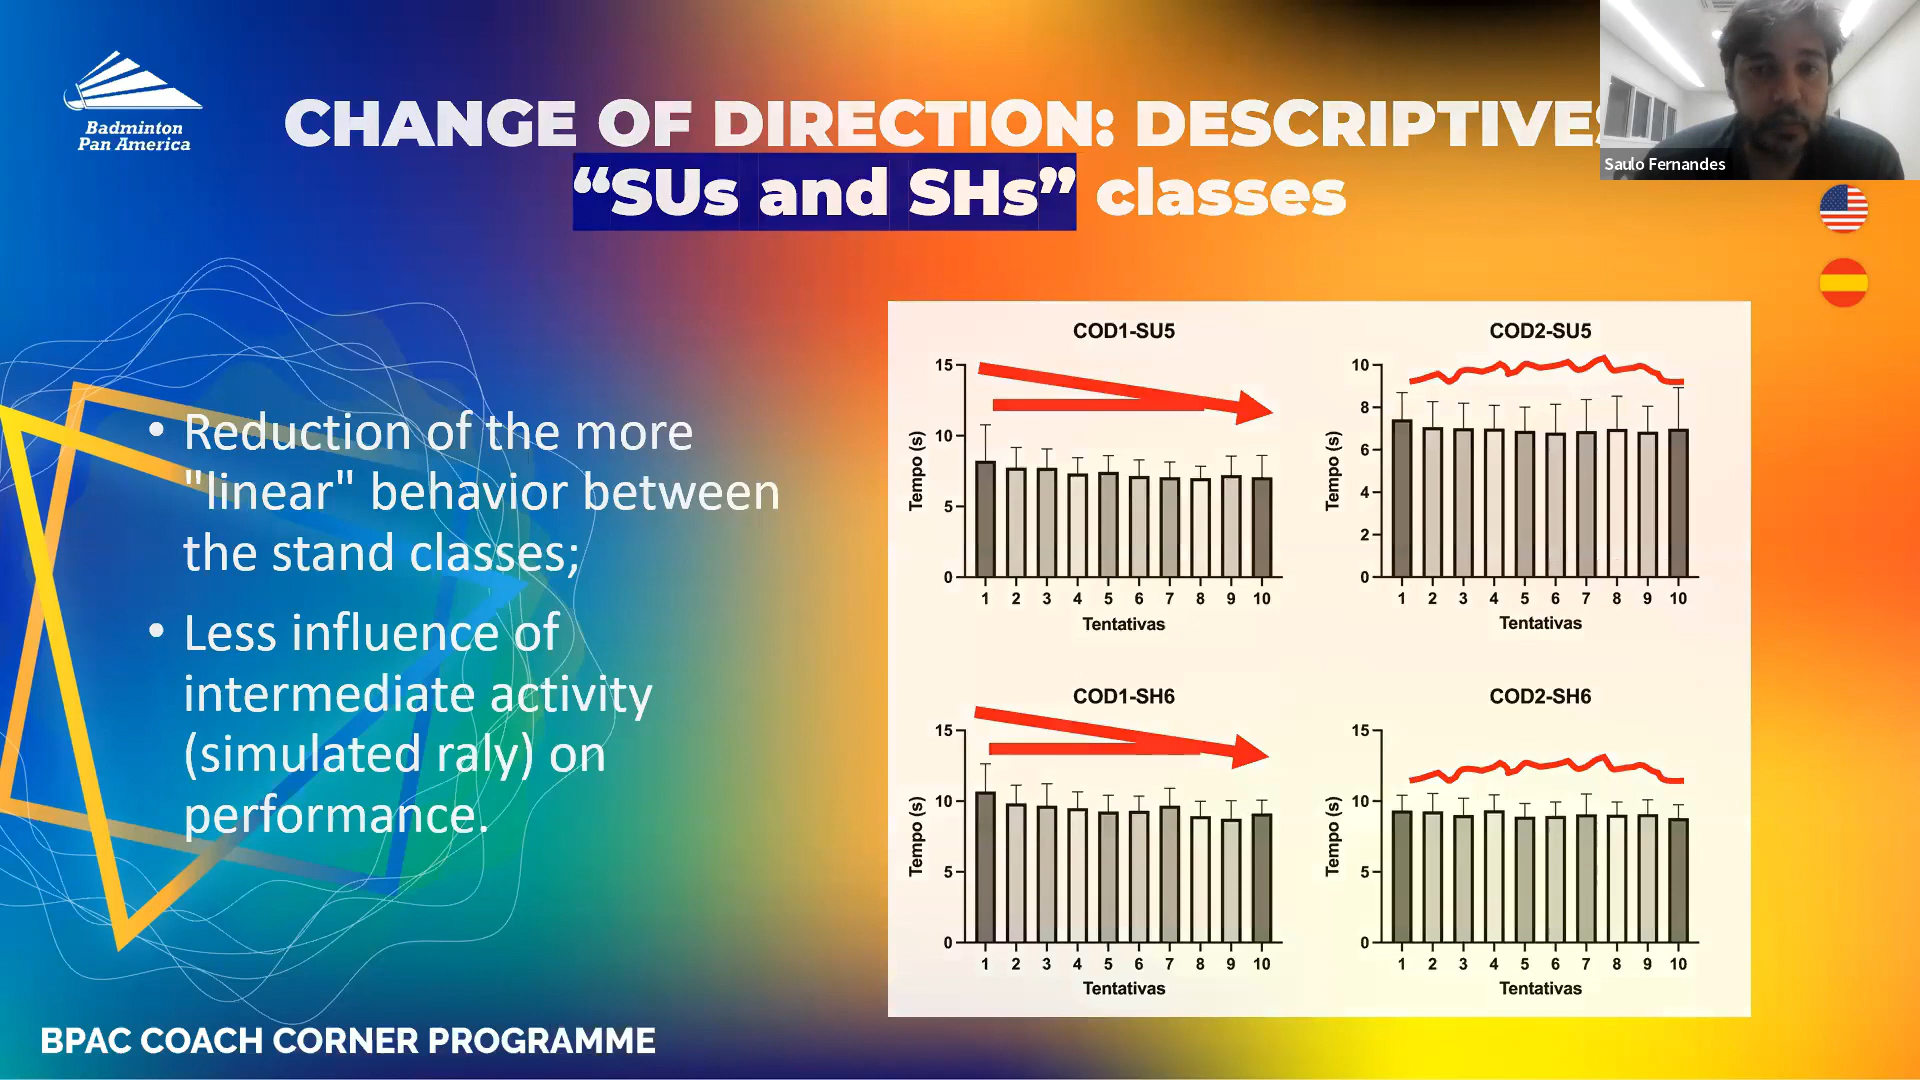 Badminton
Pan America
CHANGE OF DIRECTION: DESCRIPTIVE
“SUs and SHs” classes
Saulo Fernandes
• Reduction of the more
"linear" behavior between
the stand classes;
• Less influence of
intermediate activity
(simulated raly) on
performance.
COD1-SU5
15
10
5
0
Tempo (s)
1 2 3 4 5 6 7 8 9 10
Tentativas
COD2-SU5
10
8
6
4
2
0
Tempo (s)
1 2 3 4 5 6 7 8 9 10
Tentativas
COD1-SH6
15
10
5
0
Tempo (s)
1 2 3 4 5 6 7 8 9 10
Tentativas
COD2-SH6
15
10
5
0
Tempo (s)
1 2 3 4 5 6 7 8 9 10
Tentativas
BPAC COACH CORNER PROGRAMME